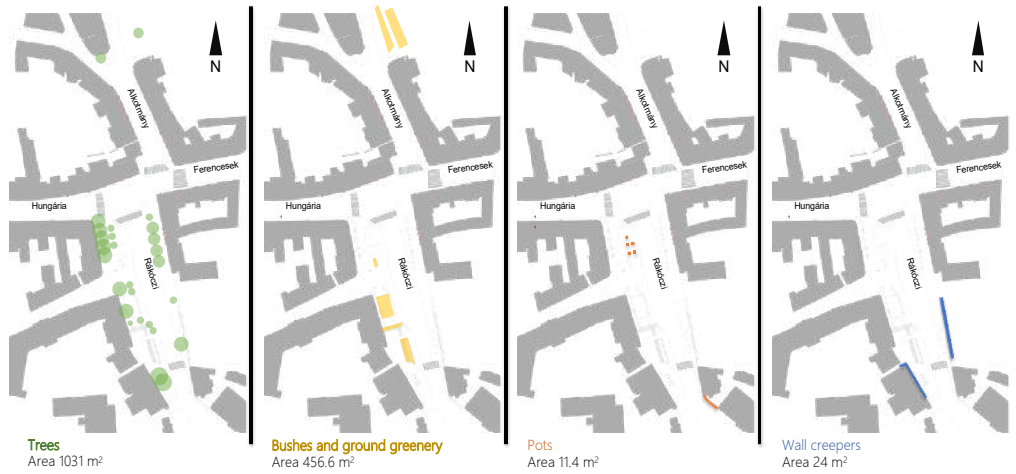 N
Alkotmány
Ferencesek
Hungária
Rákóczi
Trees
Area 1031 m²
N
Alkotmány
Ferencesek
Hungária
Rákóczi
Bushes and ground greenery
Area 456.6 m²
N
Alkotmány
Ferencesek
Hungária
Rákóczi
Pots
Area 11.4 m²
N
Alkotmány
Ferencesek
Hungária
Rákóczi
Wall creepers
Area 24 m²